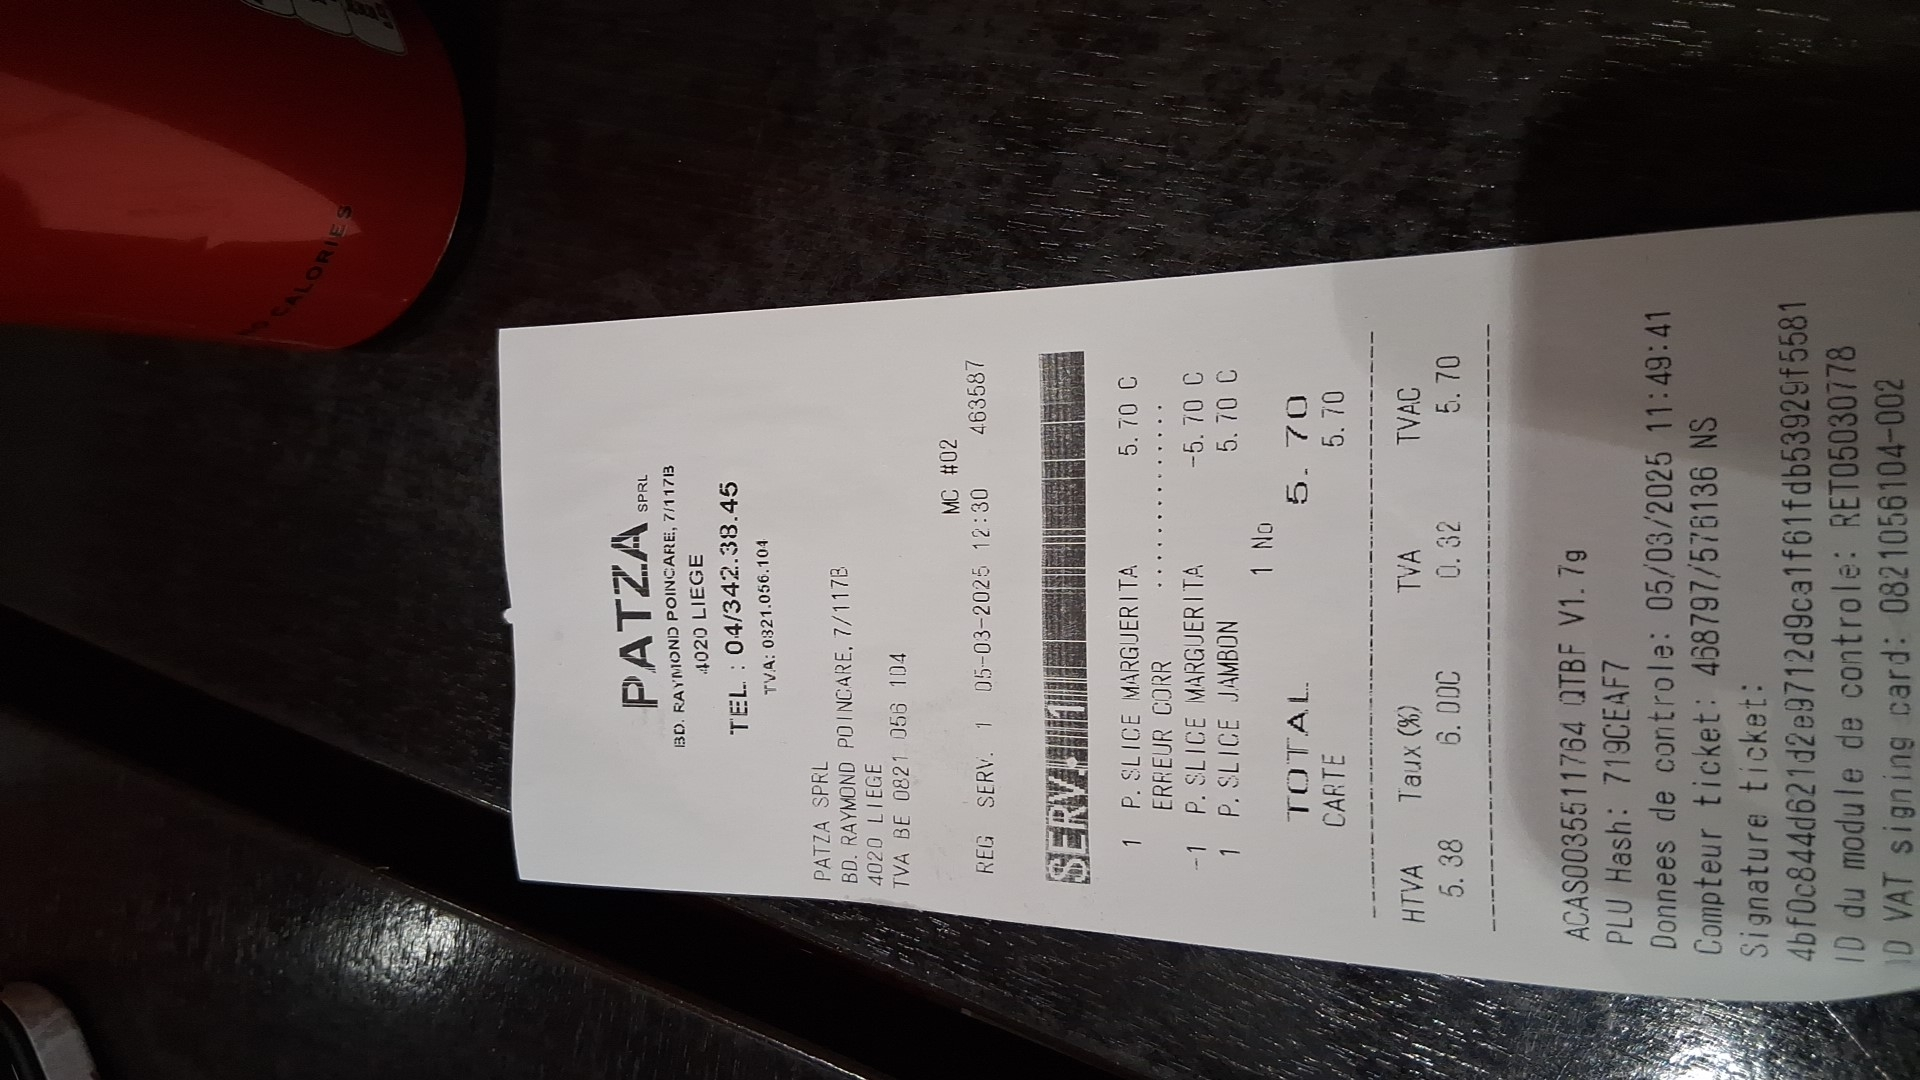 NO CALORIES
PATZA SPRL
BD. RAYMOND POINCARE, 7/117B
4020 LIEGE
TEL. : 04/342.38.45
TVA: 0821.056.104
PATZA SPRL
BD. RAYMOND POINCARE, 7/117B
4020 LIEGE
TVA BE 0821 056 104
MC #02
REG SERV. 1 05-03-2025 12:30 463587
SERV. 1
1 P. SLICE MARGUERITA 5.70 C
ERREUR CORR ................
-1 P. SLICE MARGUERITA -5.70 C
1 P. SLICE JAMBON 5.70 C
1 No
TOTAL 5.70
CARTE 5.70
HTVA Taux(%) TVA TVAC
5.38 6.00C 0.32 5.70
ACAS0035511764 QTBF V1.7g
PLU Hash: 719CEAF7
Donnees de controle: 05/03/2025 11:49:41
Compteur ticket: 468797/576136 NS
Signature ticket:
4bf0c844d621d2e9712d9ca1f61fdb53929f5581
ID du module de controle: RET05030778
ID VAT signing card: 0821056104-002